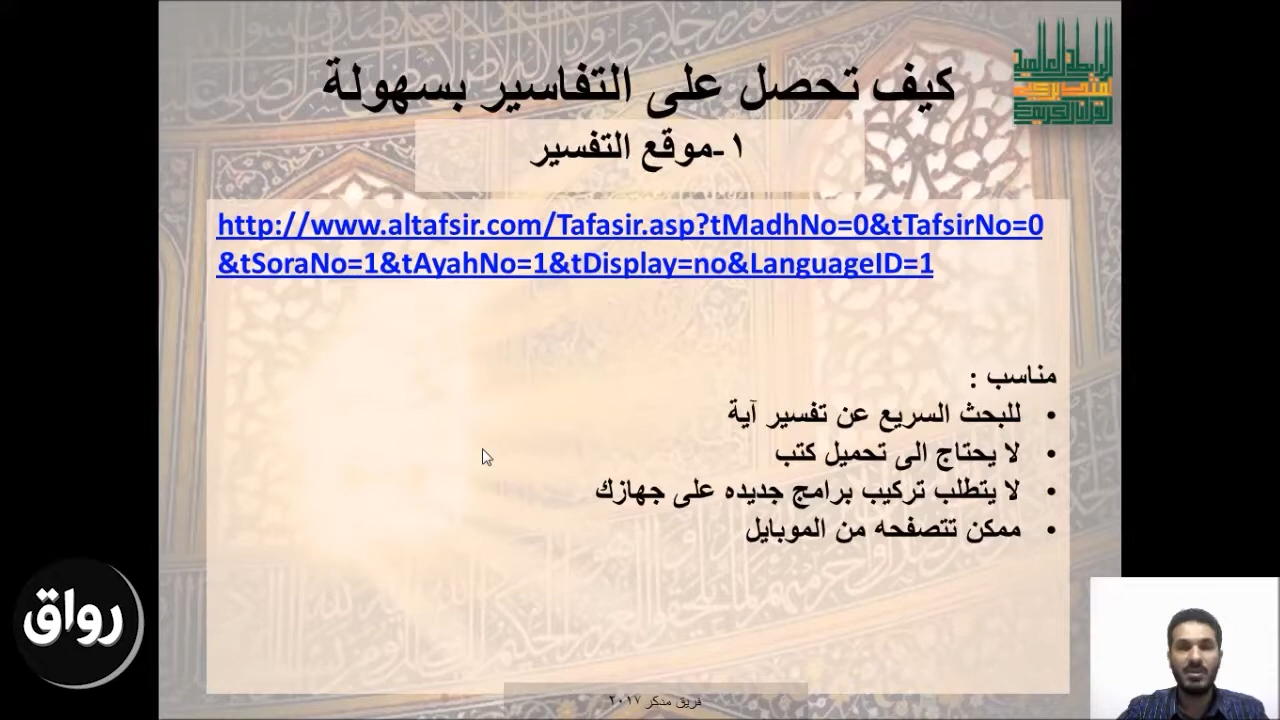 كيف تحصل على التفاسير بسهولة
١-موقع التفسير
http://www.altafsir.com/Tafasir.asp?tMadhNo=0&tTafsirNo=0
&tSoraNo=1&tAyahNo=1&tDisplay=no&LanguageID=1
مناسب :
• للبحث السريع عن تفسير آية
• لا يحتاج الى تحميل كتب
• لا يتطلب تركيب برامج جديده على جهازك
• ممكن تتصفحه من الموبايل
رواق
فريق مدكر ٢٠١٧